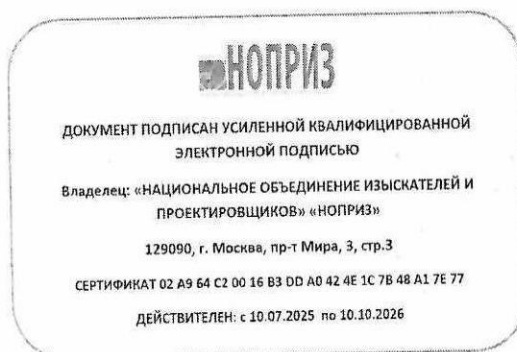 НОПРИЗ
ДОКУМЕНТ ПОДПИСАН УСИЛЕННОЙ КВАЛИФИЦИРОВАННОЙ
ЭЛЕКТРОННОЙ ПОДПИСЬЮ
Владелец: «НАЦИОНАЛЬНОЕ ОБЪЕДИНЕНИЕ ИЗЫСКАТЕЛЕЙ И
ПРОЕКТИРОВЩИКОВ» «НОПРИЗ»
129090, г. Москва, пр-т Мира, 3, стр.3
СЕРТИФИКАТ 02 A9 64 C2 00 16 B3 DD A0 42 4E 1C 7B 48 A1 7E 77
ДЕЙСТВИТЕЛЕН: с 10.07.2025 по 10.10.2026